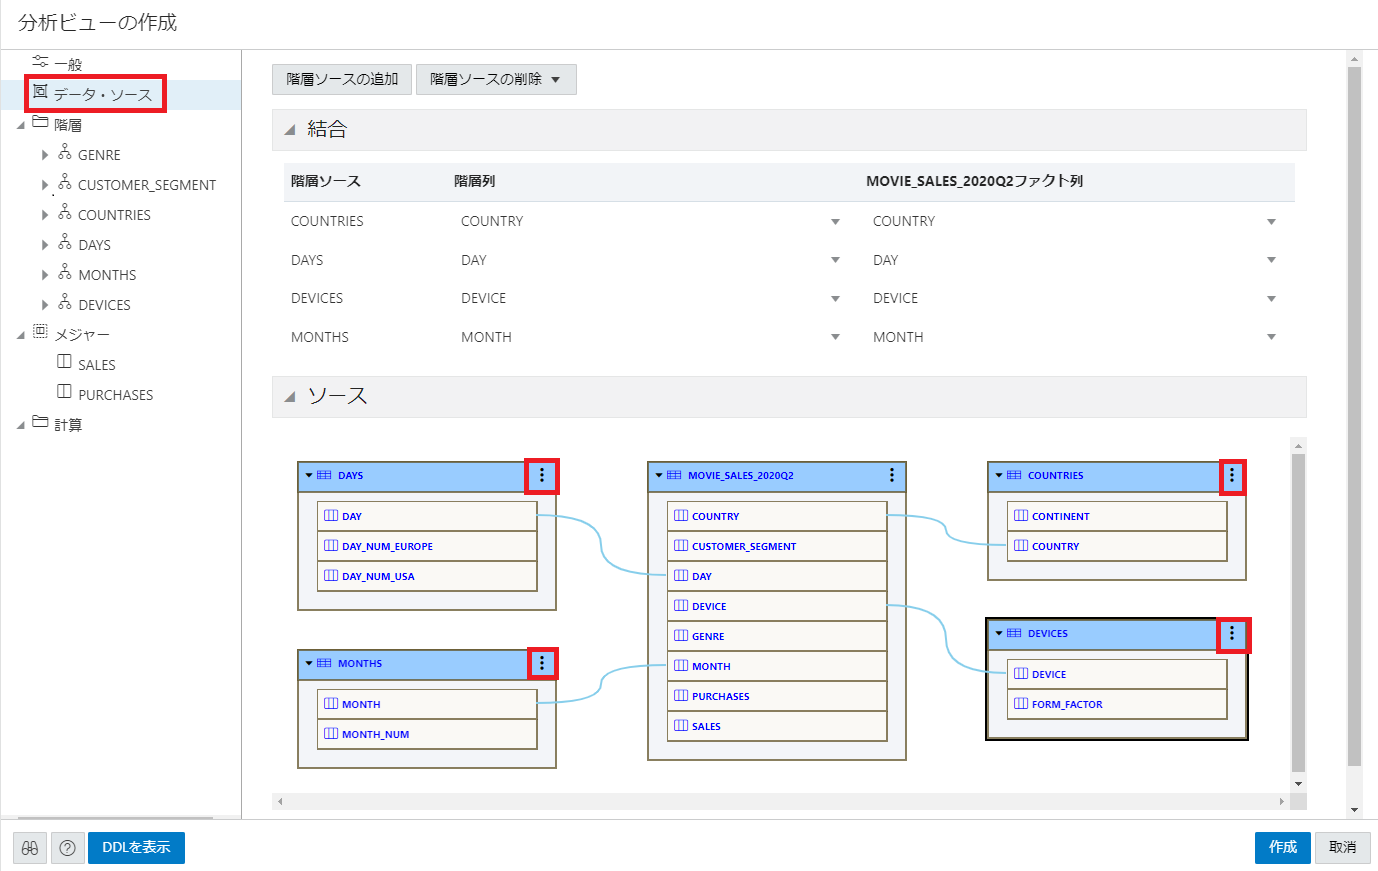 分析ビューの作成
一般
データ・ソース
階層
GENRE
CUSTOMER_SEGMENT
COUNTRIES
DAYS
MONTHS
DEVICES
メジャー
SALES
PURCHASES
計算
階層ソースの追加
階層ソースの削除
結合
階層ソース 階層列 MOVIE_SALES_2020Q2ファクト列
COUNTRIES COUNTRY COUNTRY
DAYS DAY DAY
DEVICES DEVICE DEVICE
MONTHS MONTH MONTH
ソース
DAYS
DAY
DAY_NUM_EUROPE
DAY_NUM_USA
MONTHS
MONTH
MONTH_NUM
MOVIE_SALES_2020Q2
COUNTRY
CUSTOMER_SEGMENT
DAY
DEVICE
GENRE
MONTH
PURCHASES
SALES
COUNTRIES
CONTINENT
COUNTRY
DEVICES
DEVICE
FORM_FACTOR
DDLを表示
作成
取消